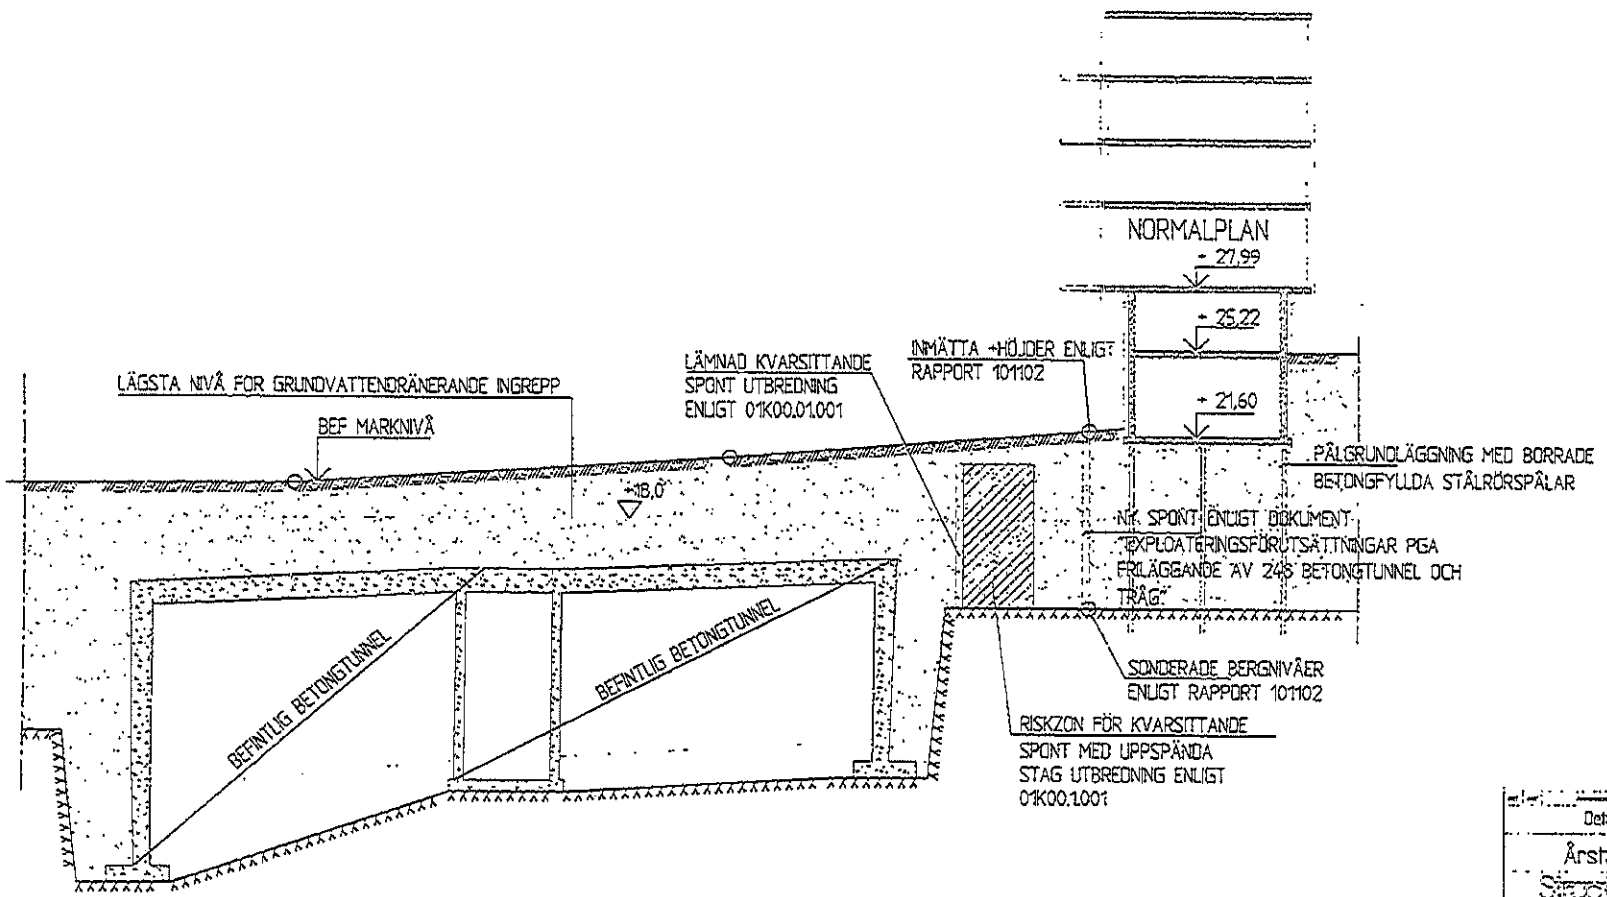 NORMALPLAN
+ 27,99
+ 25,22
+ 21,60
INMÄTTA +HÖJDER ENLIGT
RAPPORT 101102
LÄMNAD KVARSITTANDE
SPONT UTBREDNING
ENLIGT 01K00.01.001
LÄGSTA NIVÅ FÖR GRUNDVATTENDRÄNERANDE INGREPP
BEF MARKNIVÅ
PÅLGRUNDLÄGGNING MED BORRADE
BETONGFYLLDA STÅLRÖRSPÅLAR
+18,0
NY SPONT ENLIGT DOKUMENT
"EXPLOATERINGSFÖRUTSÄTTNINGAR PGA
FRILÄGGANDE AV 246 BETONGTUNNEL OCH
TRÅG"
BEFINTLIG BETONGTUNNEL
BEFINTLIG BETONGTUNNEL
SONDERADE BERGNIVÅER
ENLIGT RAPPORT 101102
RISKZON FÖR KVARSITTANDE
SPONT MED UPPSPÄNDA
STAG UTBREDNING ENLIGT
01K00.1.001